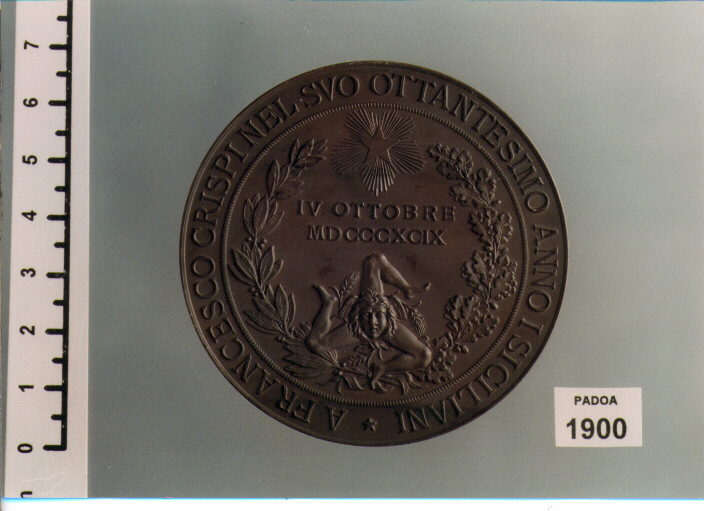 A FRANCESCO CRISPI NEL SVO OTTANTESIMO ANNO I SICILIANI
IV OTTOBRE
MDCCCXCIX
PADOA
1900
7
6
5
4
3
2
1
0